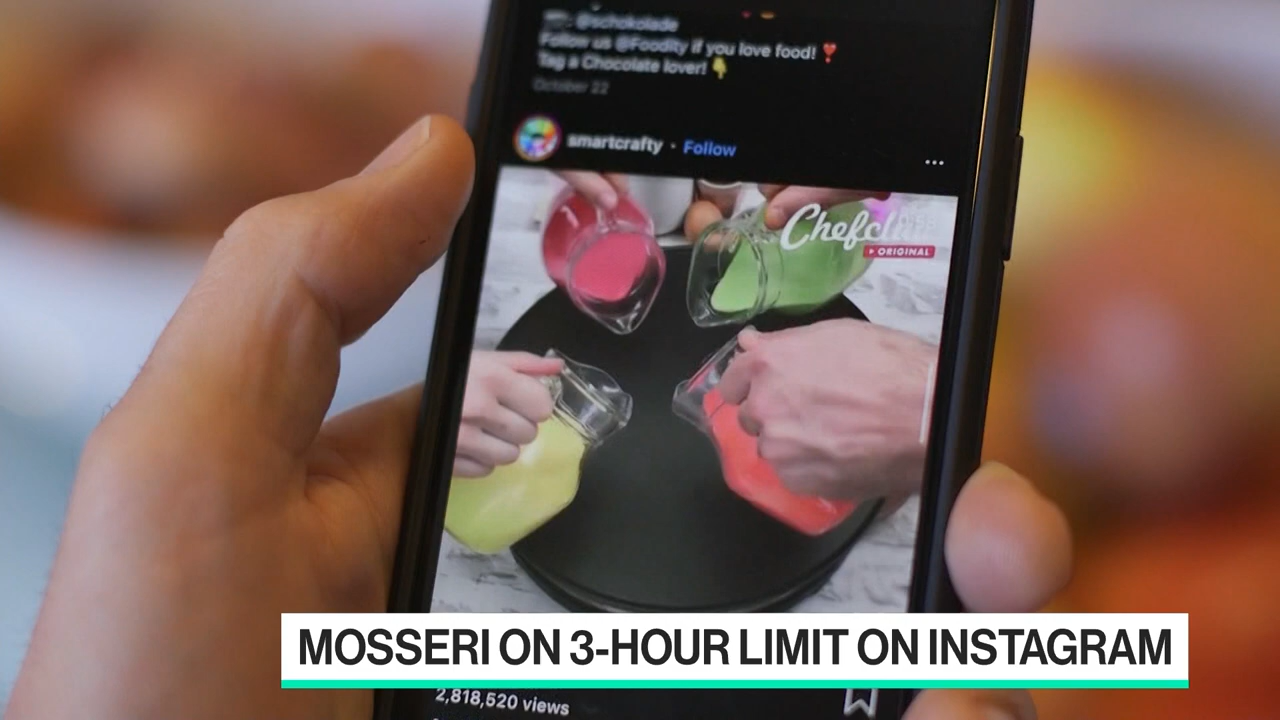 @schokolade
Follow us @Foodity if you love food! ❣️
Tag a Chocolate lover! 👇
October 22
smartcrafty · Follow
...
Chefcl
ORIGINAL
MOSSERI ON 3-HOUR LIMIT ON INSTAGRAM
2,818,520 views